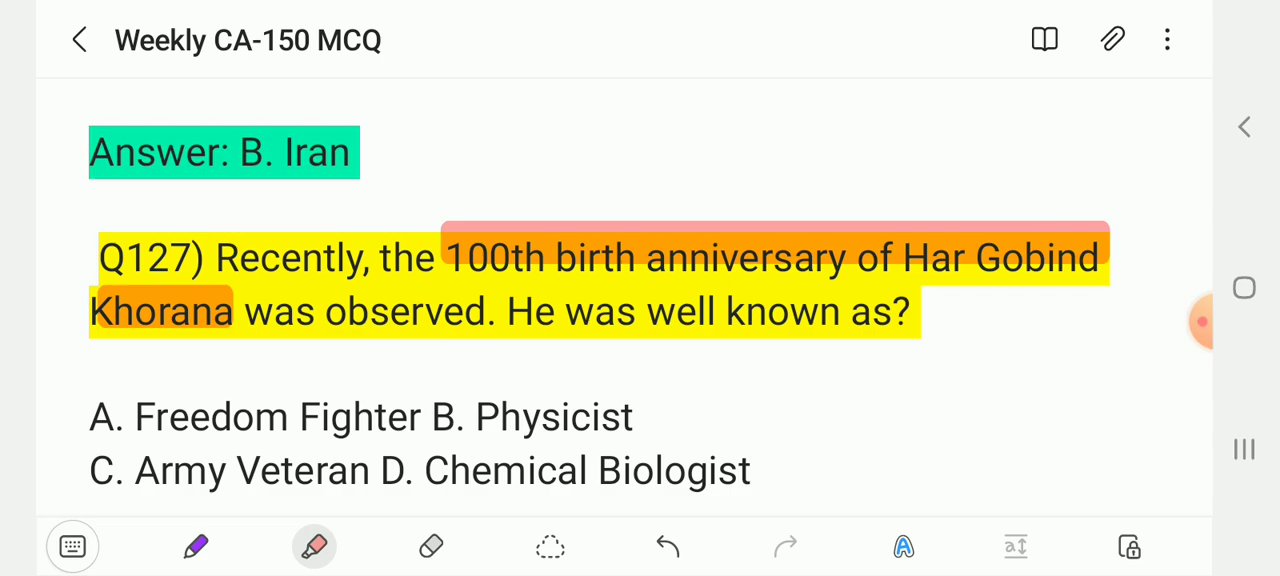 Weekly CA-150 MCQ
Answer: B. Iran
Q127) Recently, the 100th birth anniversary of Har Gobind
Khorana was observed. He was well known as?
A. Freedom Fighter B. Physicist
C. Army Veteran D. Chemical Biologist